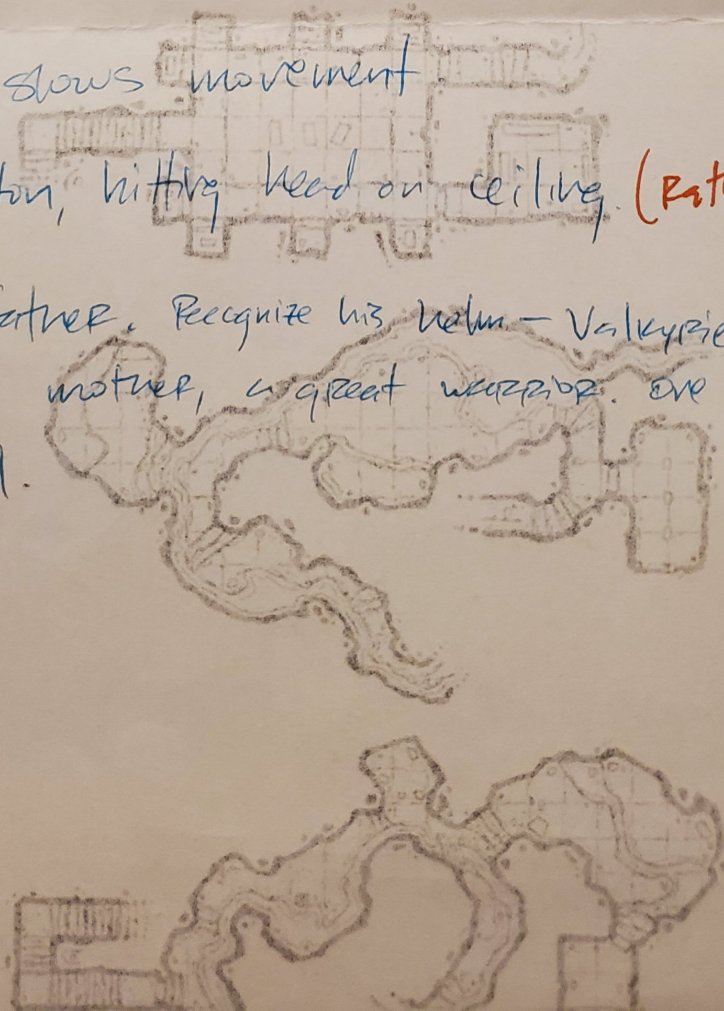 slows movement
ton, hitting head on ceiling. (Rat
ather. Recognize his helm – Valkyrie
mother, a great warrior. One